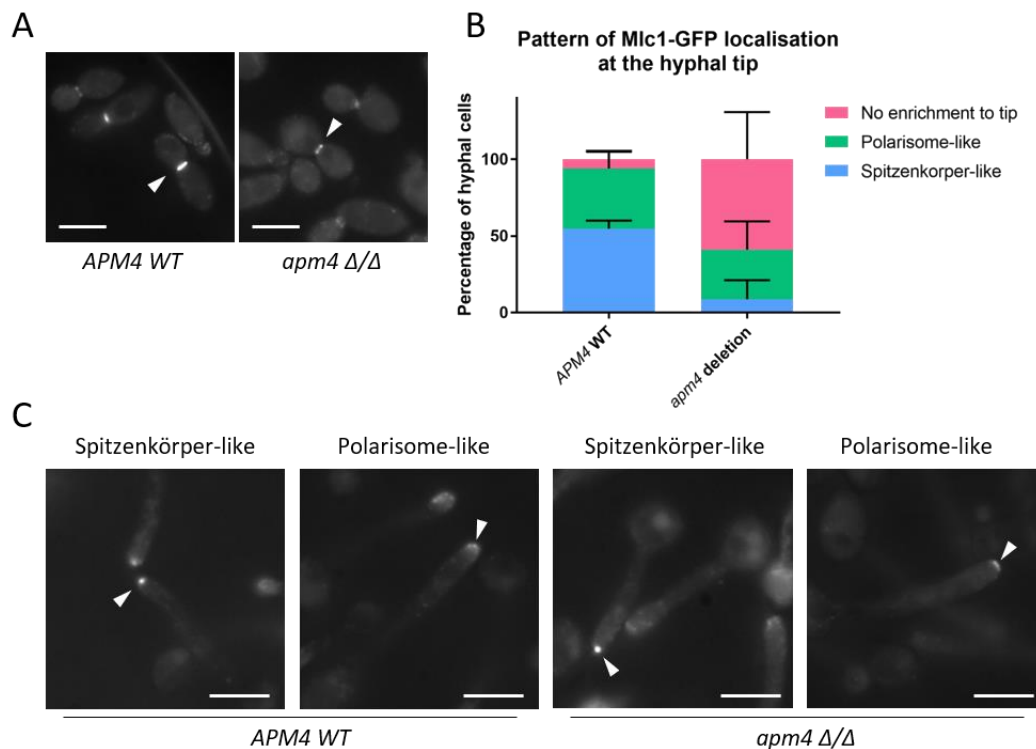 A
APM4 WT
apm4 Δ/Δ
B
Pattern of Mlc1-GFP localisation
at the hyphal tip
Percentage of hyphal cells
100
50
0
APM4 WT
apm4 deletion
No enrichment to tip
Polarisome-like
Spitzenkorper-like
C
Spitzenkörper-like
Polarisome-like
Spitzenkörper-like
Polarisome-like
APM4 WT
apm4 Δ/Δ